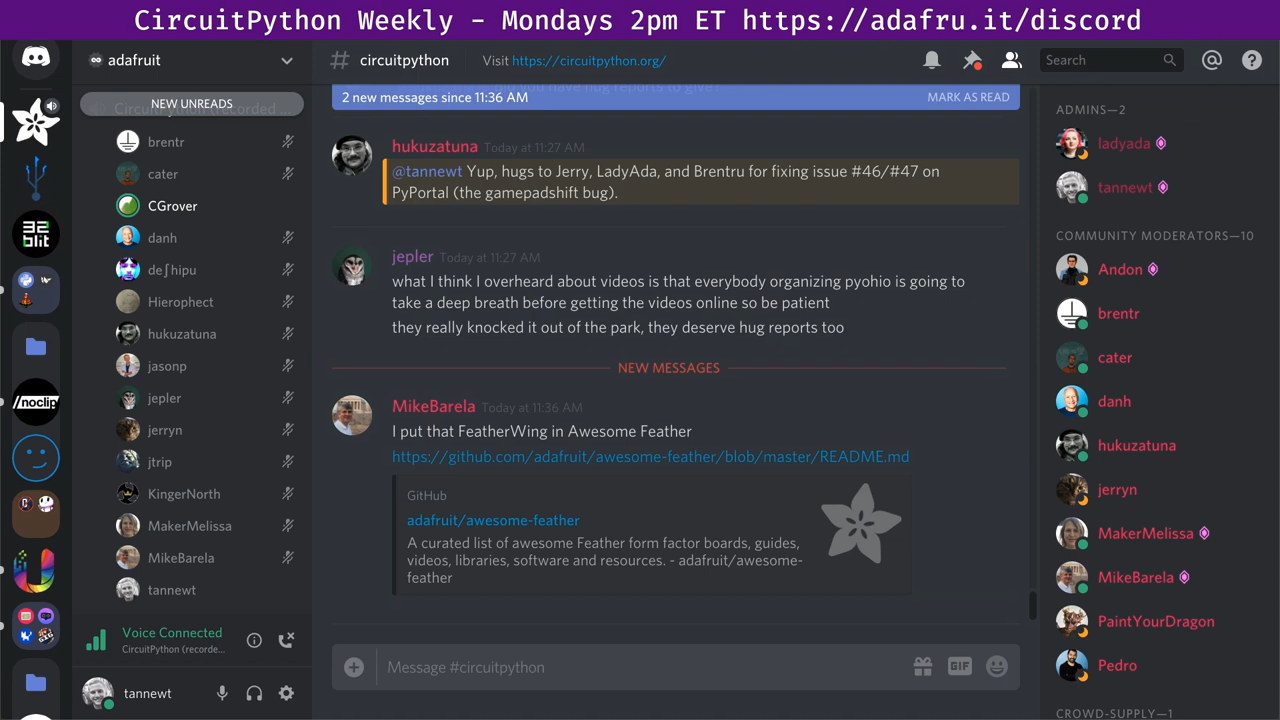 CircuitPython Weekly - Mondays 2pm ET https://adafru.it/discord
adafruit
NEW UNREADS
CircuitPython (recorded ...
brentr
cater
CGrover
danh
de∫hipu
Hierophect
hukuzatuna
jasonp
jepler
jerryn
jtrip
KingerNorth
MakerMelissa
MikeBarela
tannewt
Voice Connected
CircuitPython (recorde...
tannewt
32
blit
/noclip
# circuitpython
Visit https://circuitpython.org/
Search
2 new messages since 11:36 AM
MARK AS READ
hukuzatuna Today at 11:27 AM
@tannewt Yup, hugs to Jerry, LadyAda, and Brentru for fixing issue #46/#47 on
PyPortal (the gamepadshift bug).
jepler Today at 11:27 AM
what I think I overheard about videos is that everybody organizing pyohio is going to
take a deep breath before getting the videos online so be patient
they really knocked it out of the park, they deserve hug reports too
NEW MESSAGES
MikeBarela Today at 11:36 AM
I put that FeatherWing in Awesome Feather
https://github.com/adafruit/awesome-feather/blob/master/README.md
GitHub
adafruit/awesome-feather
A curated list of awesome Feather form factor boards, guides,
videos, libraries, software and resources. - adafruit/awesome-
feather
Message #circuitpython
GIF
ADMINS—2
ladyada
tannewt
COMMUNITY MODERATORS—10
Andon
brentr
cater
danh
hukuzatuna
jerryn
MakerMelissa
MikeBarela
PaintYourDragon
Pedro
CROWD-SUPPLY—1